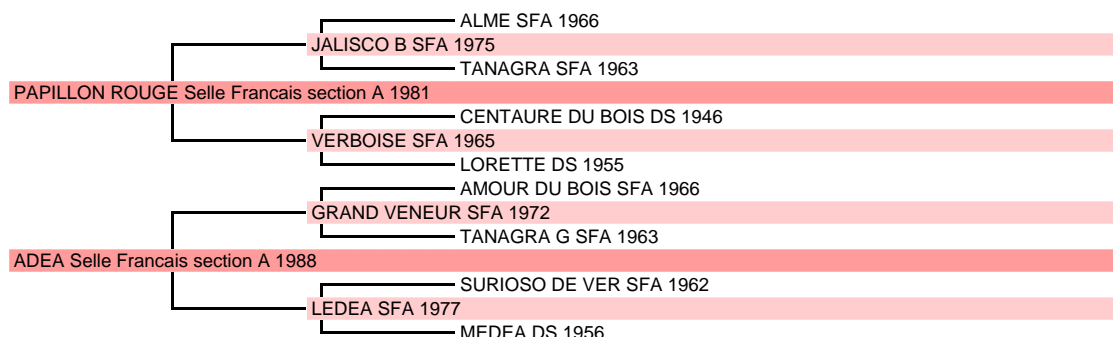 ALME SFA 1966
JALISCO B SFA 1975
TANAGRA SFA 1963
PAPILLON ROUGE Selle Francais section A 1981
CENTAURE DU BOIS DS 1946
VERBOISE SFA 1965
LORETTE DS 1955
AMOUR DU BOIS SFA 1966
GRAND VENEUR SFA 1972
TANAGRA G SFA 1963
ADEA Selle Francais section A 1988
SURIOSO DE VER SFA 1962
LEDEA SFA 1977
MEDEA DS 1956